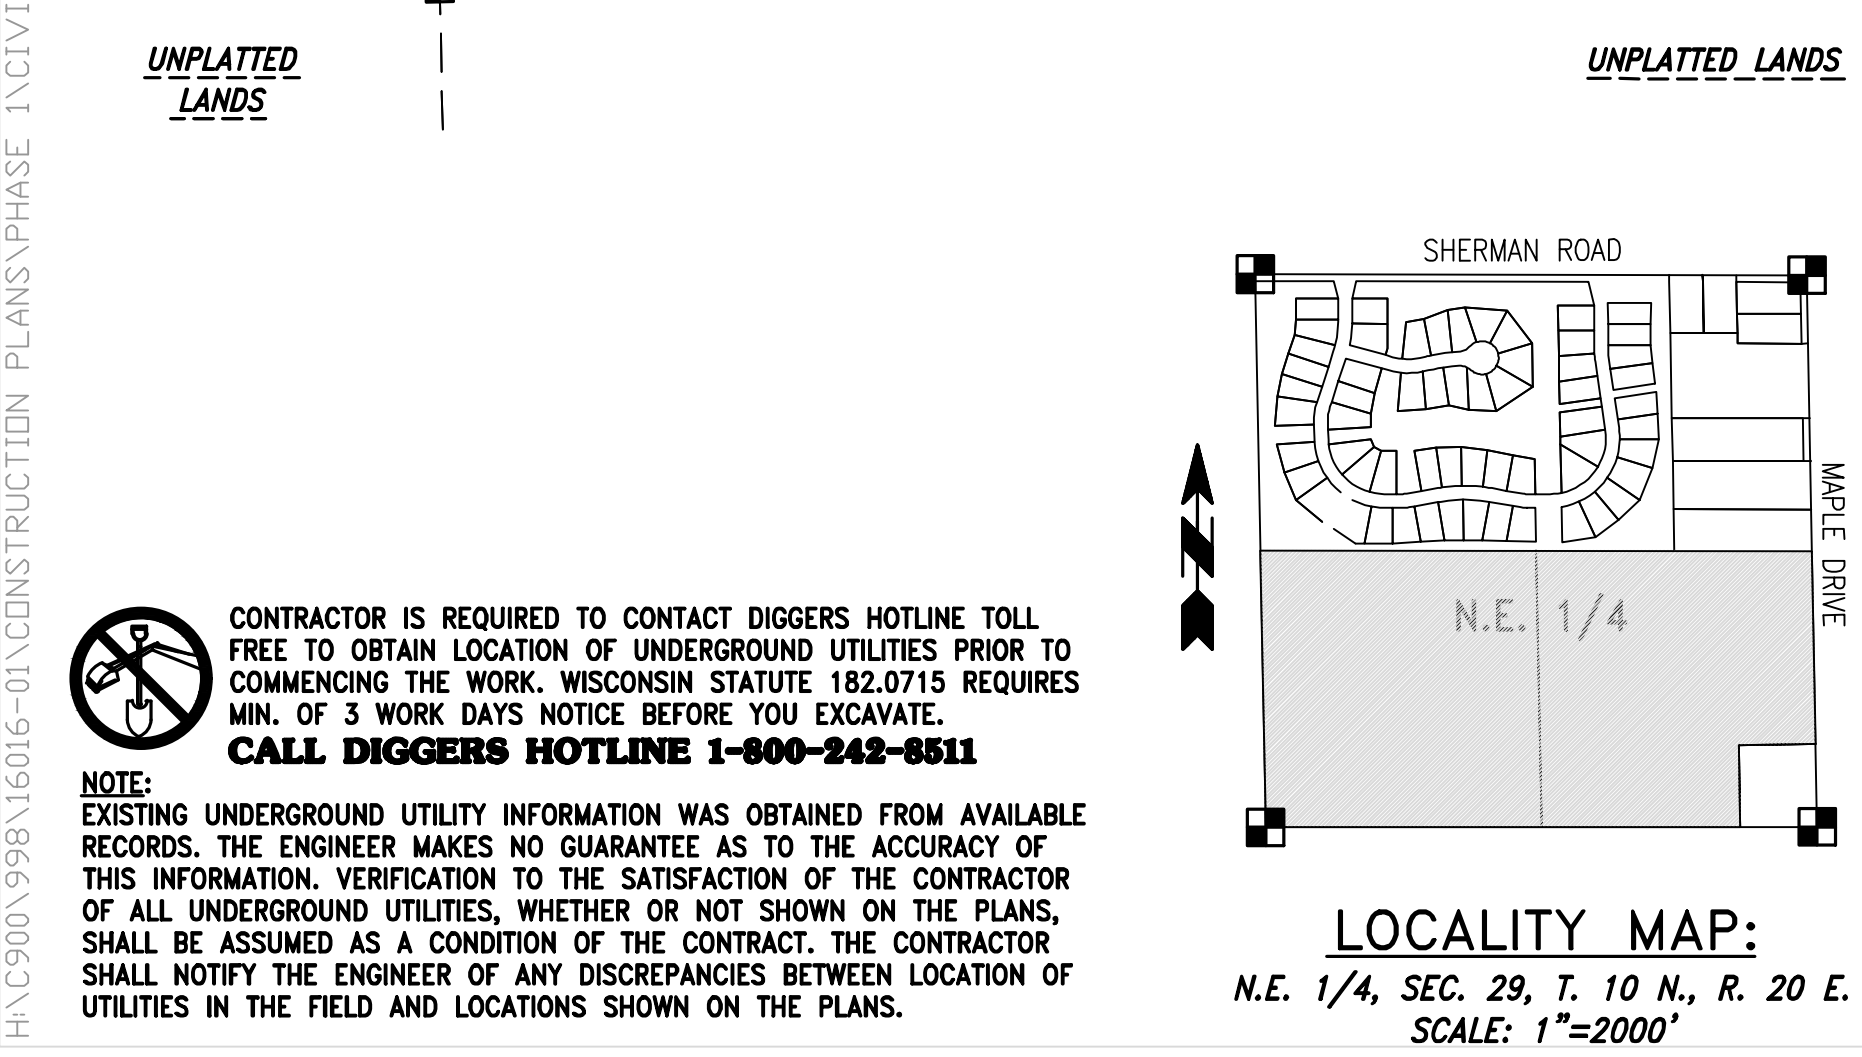 H:\C900\998\16016-01\CONSTRUCTION PLANS\PHASE 1\CIVI
UNPLATTED
LANDS
UNPLATTED LANDS
SHERMAN ROAD
MAPLE DRIVE
N
N.E. 1/4
CONTRACTOR IS REQUIRED TO CONTACT DIGGERS HOTLINE TOLL
FREE TO OBTAIN LOCATION OF UNDERGROUND UTILITIES PRIOR TO
COMMENCING THE WORK. WISCONSIN STATUTE 182.0715 REQUIRES
MIN. OF 3 WORK DAYS NOTICE BEFORE YOU EXCAVATE.
CALL DIGGERS HOTLINE 1-800-242-8511
NOTE:
EXISTING UNDERGROUND UTILITY INFORMATION WAS OBTAINED FROM AVAILABLE
RECORDS. THE ENGINEER MAKES NO GUARANTEE AS TO THE ACCURACY OF
THIS INFORMATION. VERIFICATION TO THE SATISFACTION OF THE CONTRACTOR
OF ALL UNDERGROUND UTILITIES, WHETHER OR NOT SHOWN ON THE PLANS,
SHALL BE ASSUMED AS A CONDITION OF THE CONTRACT. THE CONTRACTOR
SHALL NOTIFY THE ENGINEER OF ANY DISCREPANCIES BETWEEN LOCATION OF
UTILITIES IN THE FIELD AND LOCATIONS SHOWN ON THE PLANS.
LOCALITY MAP:
N.E. 1/4, SEC. 29, T. 10 N., R. 20 E.
SCALE: 1"=2000'